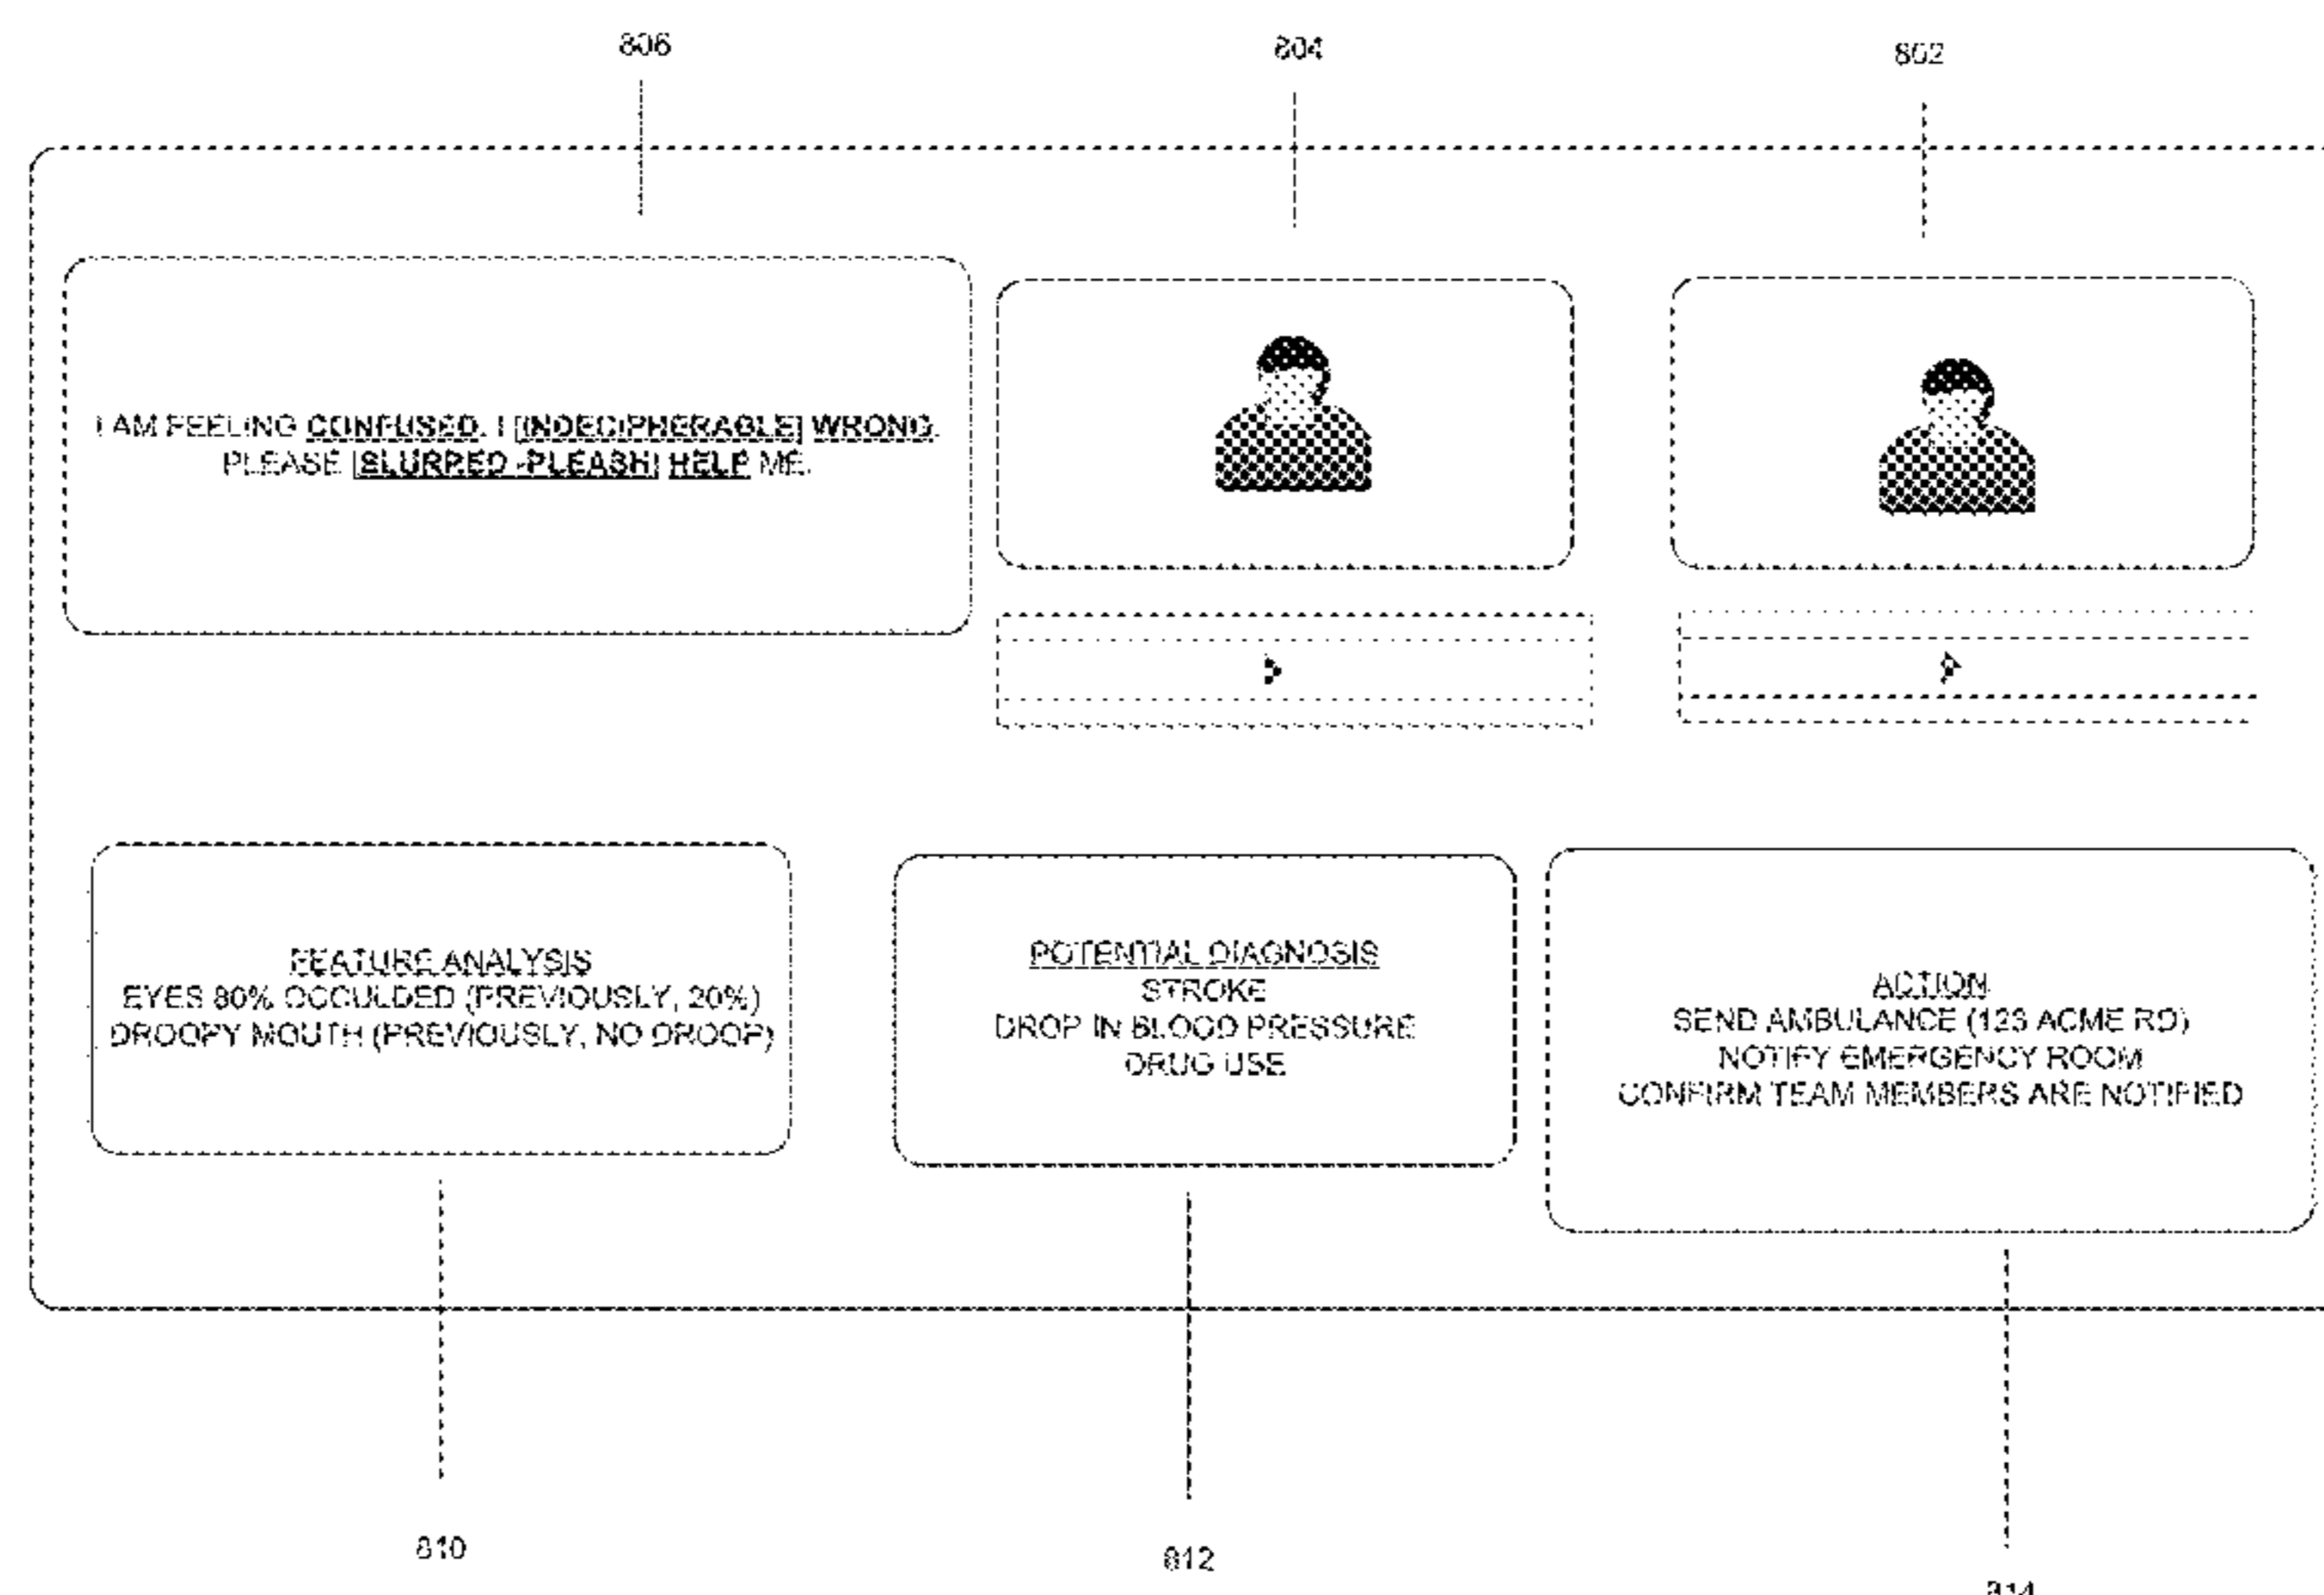 806
804
802
I AM FEELING CONFUSED. I [INDECIPHERABLE] WRONG.
PLEASE [SLURRED -PLEASH] HELP ME.
FEATURE ANALYSIS
EYES 80% OCCULDED (PREVIOUSLY, 20%)
DROOPY MOUTH (PREVIOUSLY, NO DROOP)
POTENTIAL DIAGNOSIS
STROKE
DROP IN BLOOD PRESSURE
DRUG USE
ACTION
SEND AMBULANCE (123 ACME RD)
NOTIFY EMERGENCY ROOM
CONFIRM TEAM MEMBERS ARE NOTIFIED
810
812
814